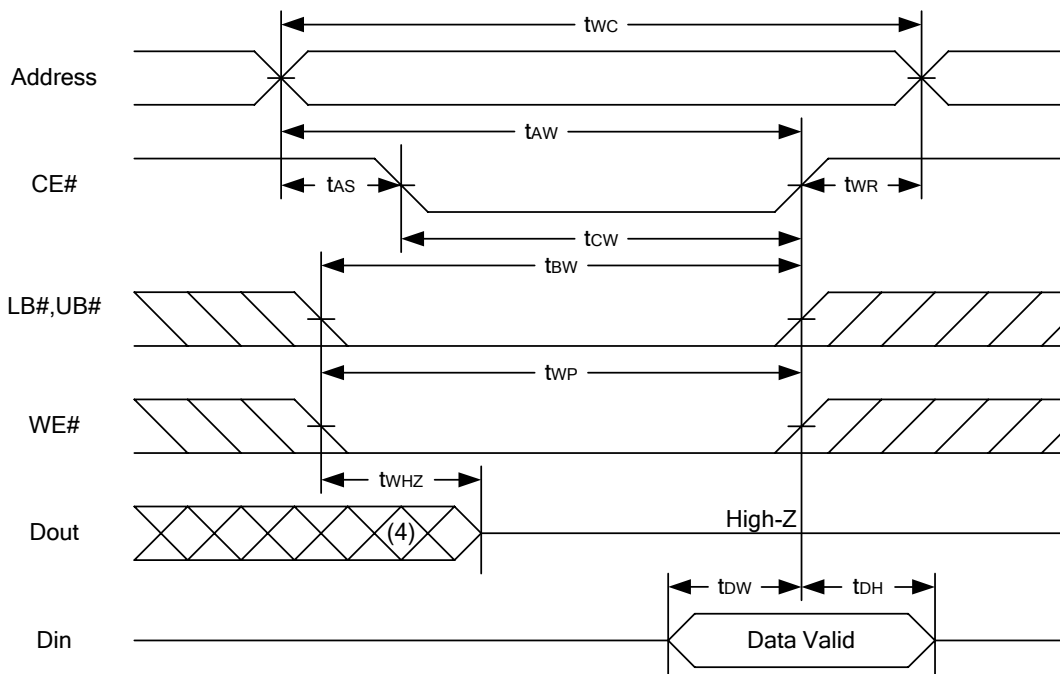 tWC
Address
tAW
CE#
tAS
tWR
tCW
tBW
LB#,UB#
tWP
WE#
tWHZ
Dout
(4)
High-Z
tDW
tDH
Din
Data Valid